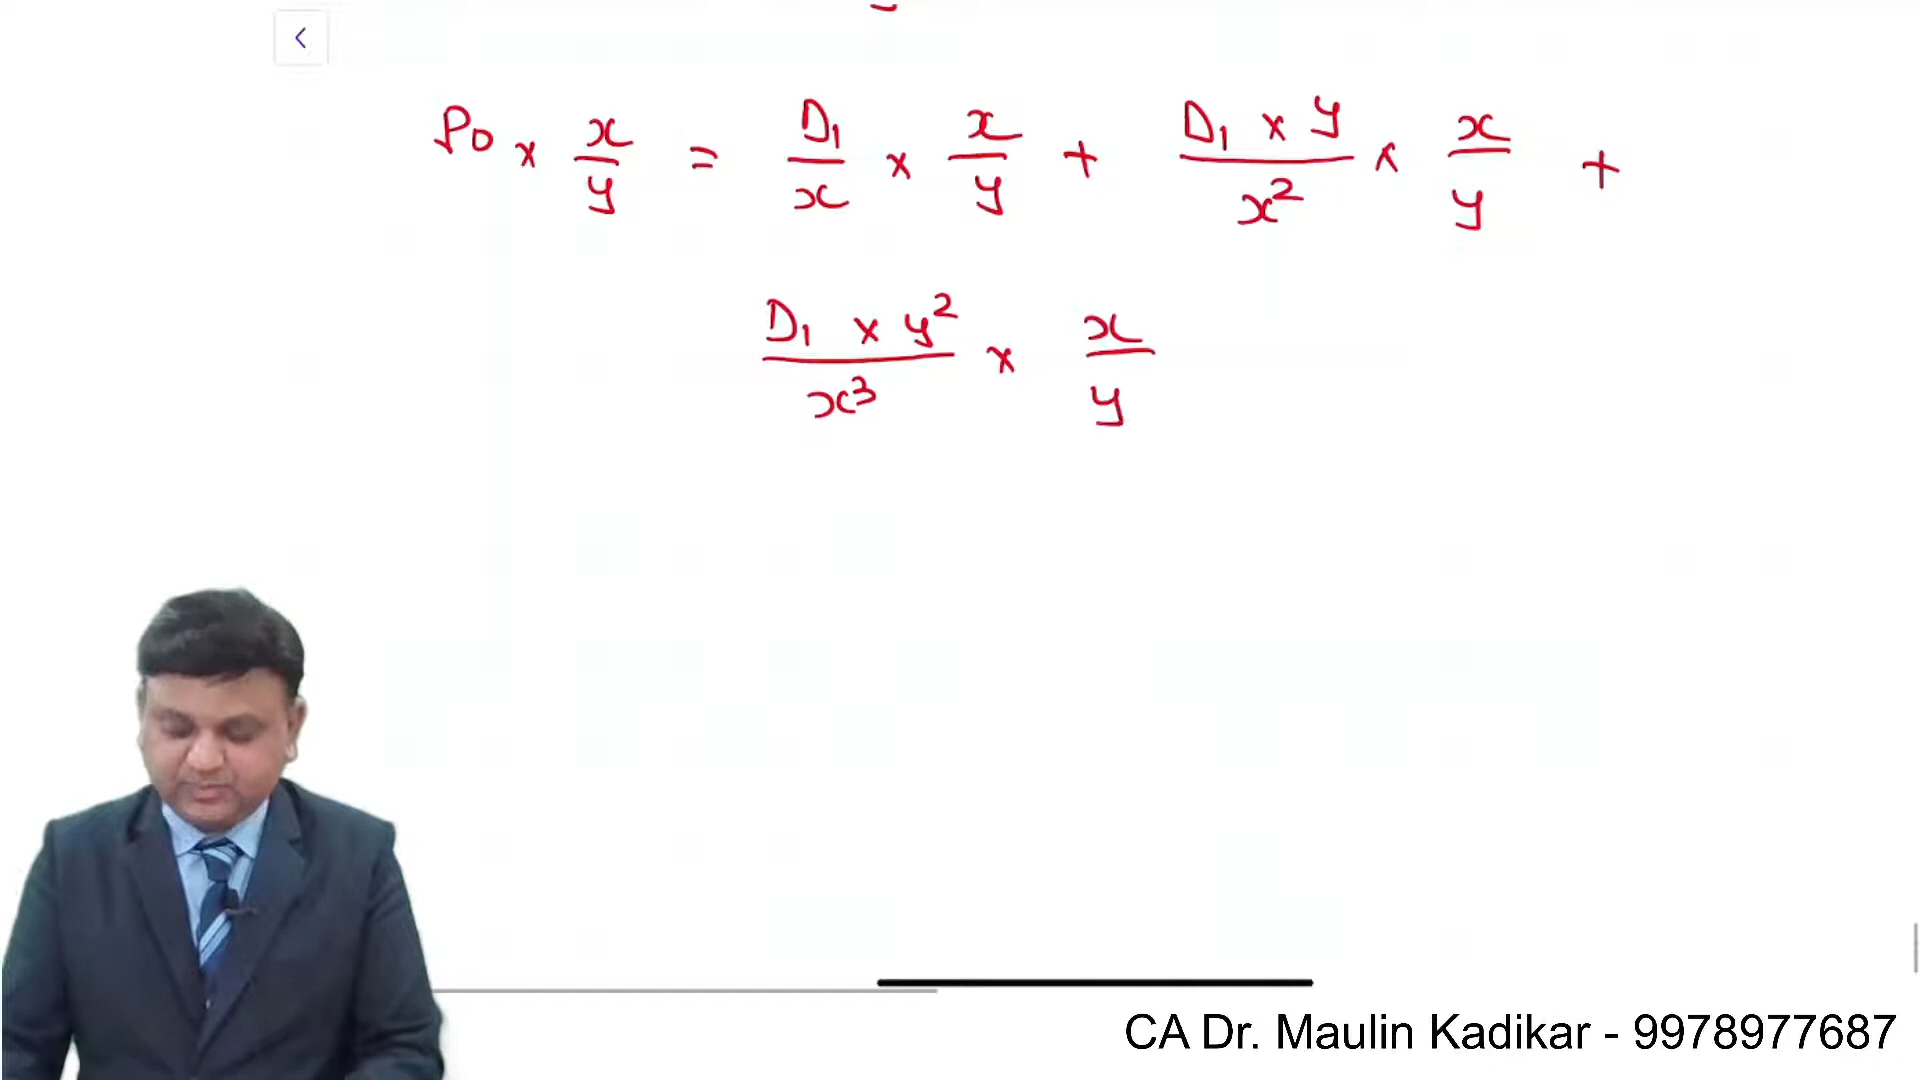 P0 × x/y = D₁/x × x/y + D₁ × y/x² × x/y +
D₁ × y²/x³ × x/y
CA Dr. Maulin Kadikar - 9978977687